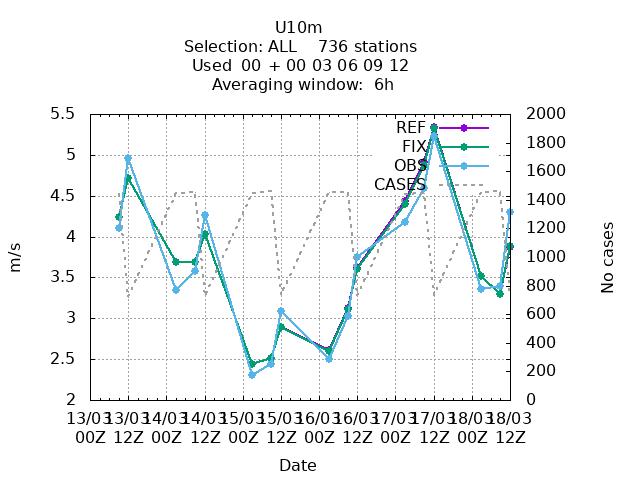 U10m
Selection: ALL    736 stations
Used  00 + 00 03 06 09 12
Averaging window:  6h
5.5
5
4.5
4
3.5
3
2.5
2
2000
1800
1600
1400
1200
1000
800
600
400
200
0
REF
FIX
OBS
CASES
m/s
No cases
13/03 13/03 14/03 14/03 15/03 15/03 16/03 16/03 17/03 17/03 18/03 18/03
00Z 12Z 00Z 12Z 00Z 12Z 00Z 12Z 00Z 12Z 00Z 12Z
Date